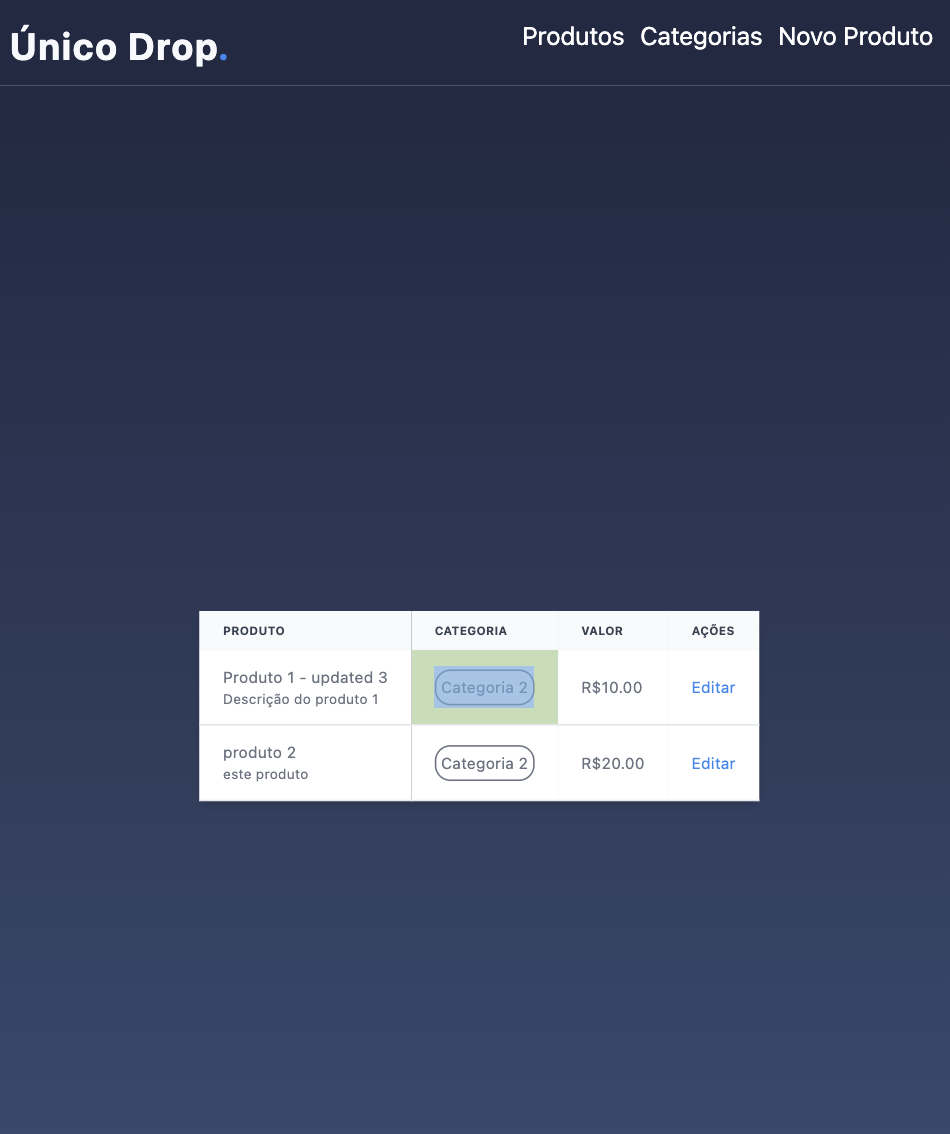 Único Drop.
Produtos Categorias Novo Produto
PRODUTO CATEGORIA VALOR AÇÕES
Produto 1 - updated 3
Descrição do produto 1
Categoria 2 R$10.00 Editar
produto 2
este produto
Categoria 2 R$20.00 Editar